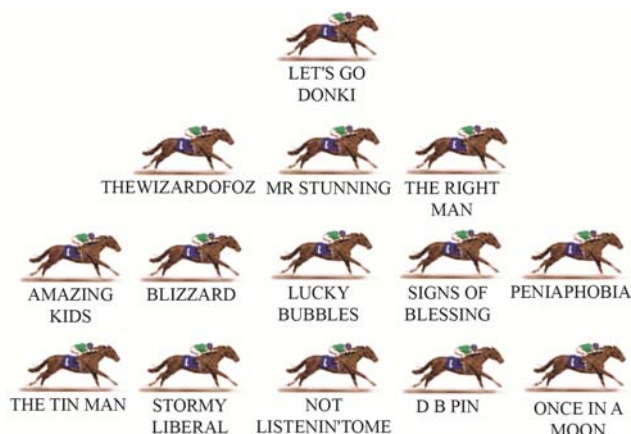 LET'S GO
DONKI
THEWIZARDOFOZ MR STUNNING THE RIGHT
MAN
AMAZING
KIDS
BLIZZARD
LUCKY
BUBBLES
SIGNS OF
BLESSING
PENIAPHOBIA
THE TIN MAN
STORMY
LIBERAL
NOT
LISTENIN'TOME
D B PIN
ONCE IN A
MOON